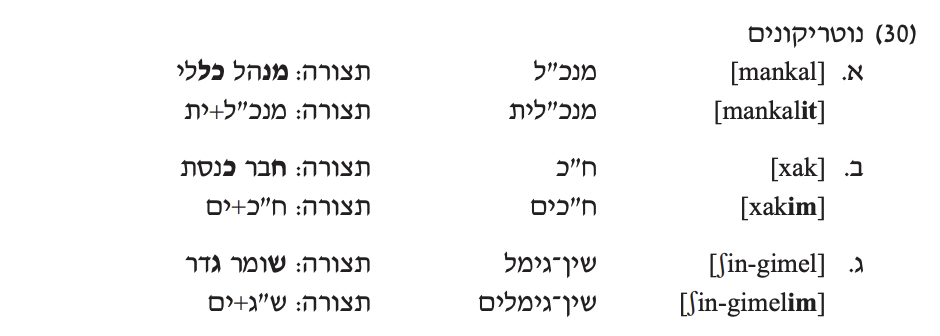 (30) נוטריקונים
א. [mankal] מנכ"ל תצורה: מנהל כללי
[mankalit] מנכ"לית תצורה: מנכ"ל+ית
ב. [xak] ח"כ תצורה: חבר כנסת
[xakim] ח"כים תצורה: ח"כ+ים
ג. [ʃin-gimel] שין־גימל תצורה: שומר גדר
[ʃin-gimelim] שין־גימלים תצורה: ש"ג+ים